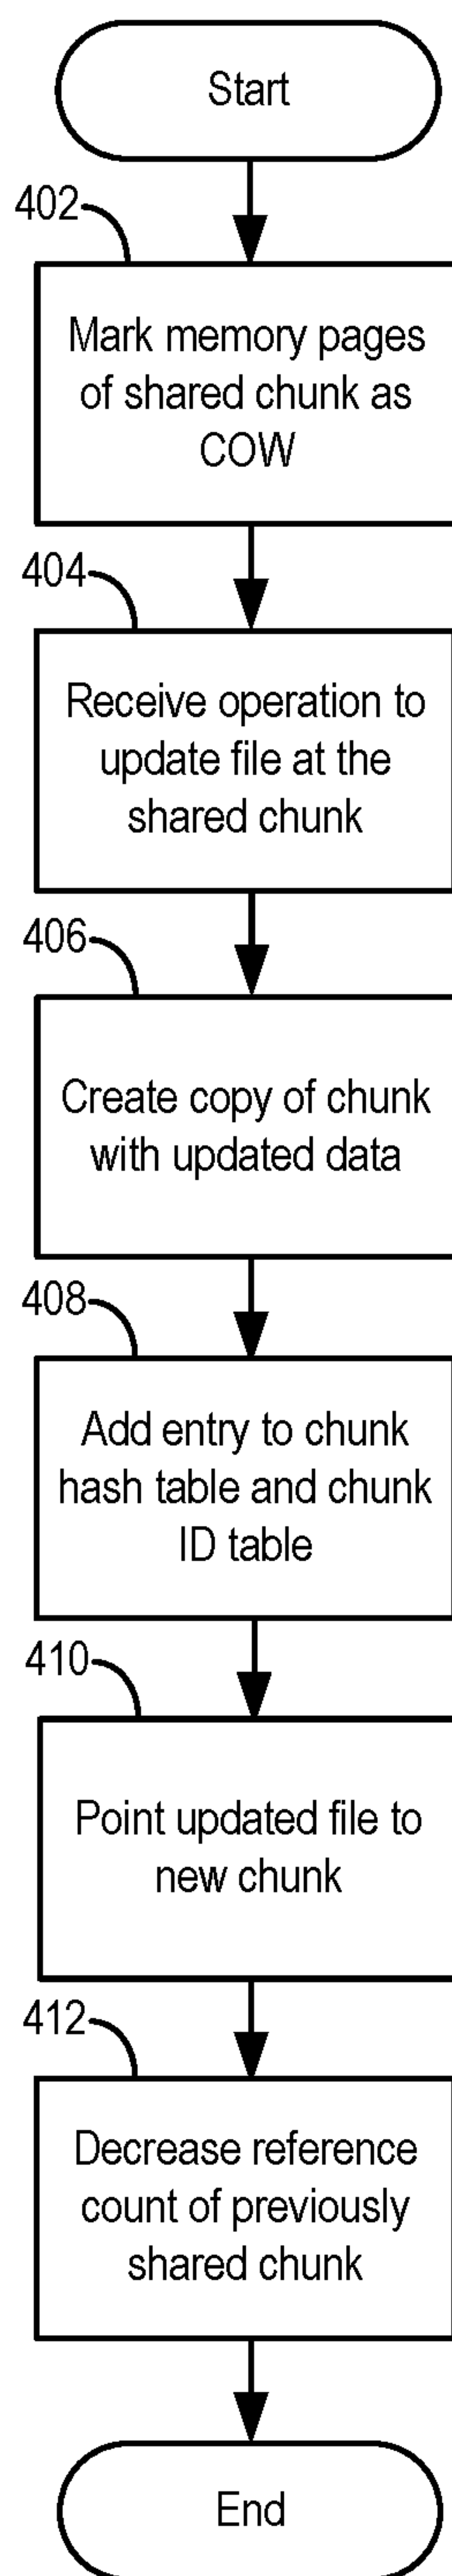 Start
402
Mark memory pages
of shared chunk as
COW
404
Receive operation to
update file at the
shared chunk
406
Create copy of chunk
with updated data
408
Add entry to chunk
hash table and chunk
ID table
410
Point updated file to
new chunk
412
Decrease reference
count of previously
shared chunk
End